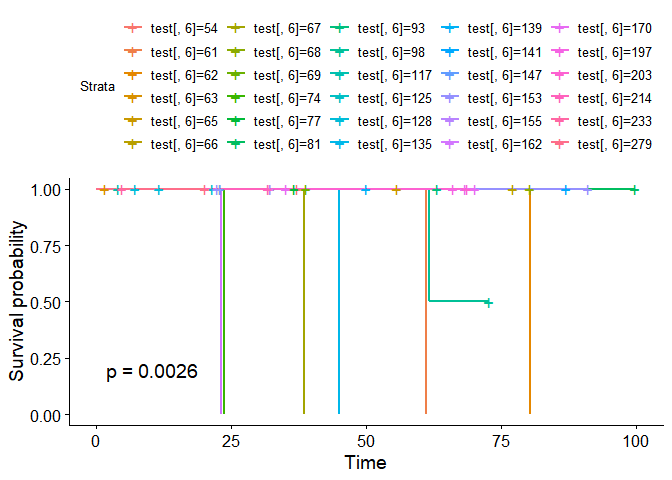 test[, 6]=54 test[, 6]=67 test[, 6]=93 test[, 6]=139 test[, 6]=170
test[, 6]=61 test[, 6]=68 test[, 6]=98 test[, 6]=141 test[, 6]=197
test[, 6]=62 test[, 6]=69 test[, 6]=117 test[, 6]=147 test[, 6]=203
Strata
test[, 6]=63 test[, 6]=74 test[, 6]=125 test[, 6]=153 test[, 6]=214
test[, 6]=65 test[, 6]=77 test[, 6]=128 test[, 6]=155 test[, 6]=233
test[, 6]=66 test[, 6]=81 test[, 6]=135 test[, 6]=162 test[, 6]=279
Survival probability
1.00
0.75
0.50
0.25
0.00
p = 0.0026
0 25 50 75 100
Time